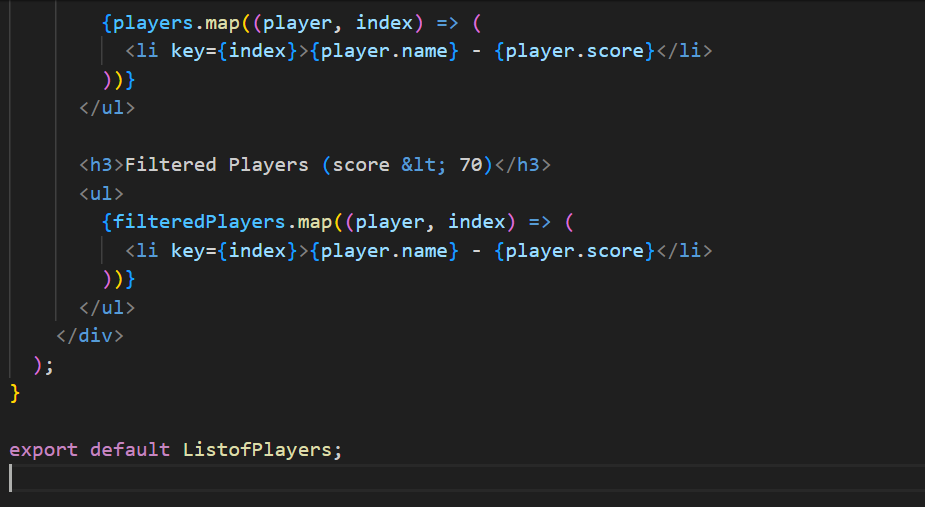 {players.map((player, index) => (
<li key={index}>{player.name} - {player.score}</li>
))}
</ul>
<h3>Filtered Players (score &lt; 70)</h3>
<ul>
{filteredPlayers.map((player, index) => (
<li key={index}>{player.name} - {player.score}</li>
))}
</ul>
</div>
);
}
export default ListofPlayers;